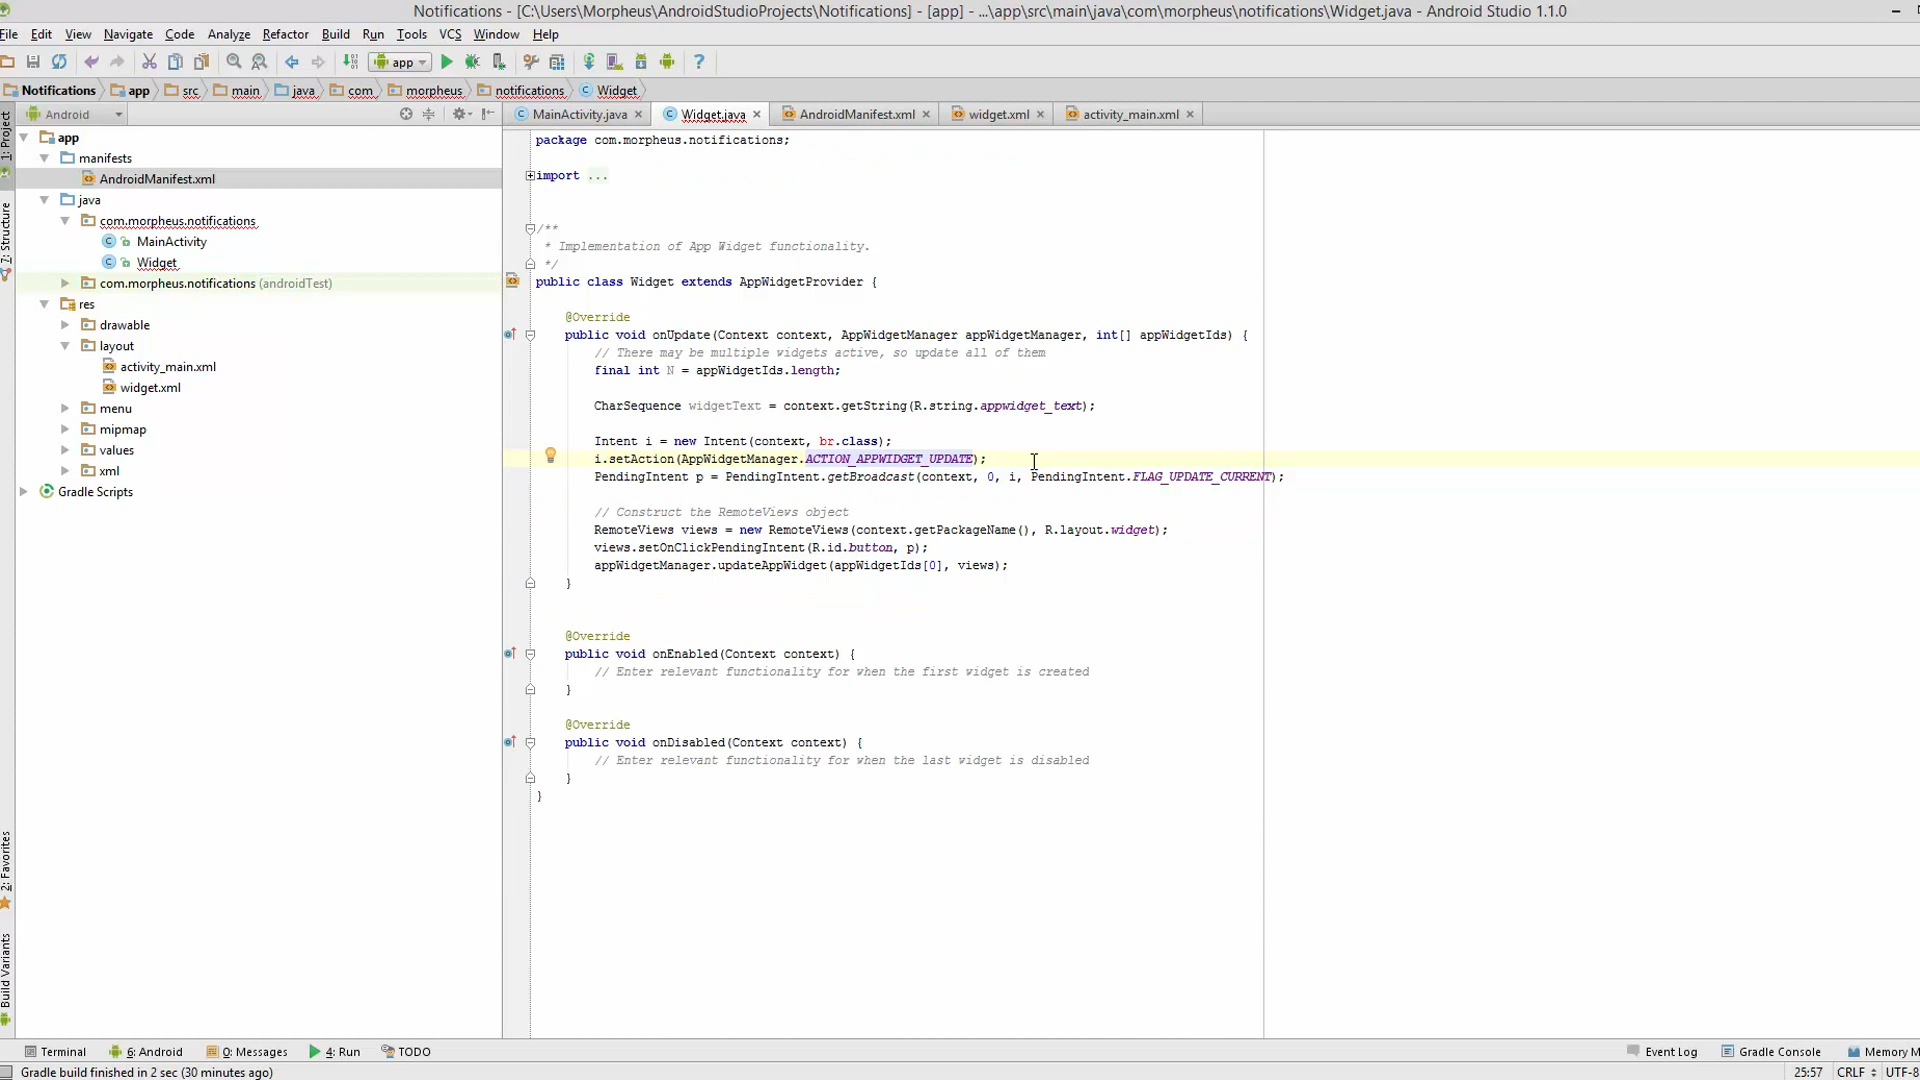 Notifications - [C:\Users\Morpheus\AndroidStudioProjects\Notifications] - [app] - ...\app\src\main\java\com\morpheus\notifications\Widget.java - Android Studio 1.1.0
File Edit View Navigate Code Analyze Refactor Build Run Tools VCS Window Help
app
Notifications app src main java com morpheus notifications Widget
Android
MainActivity.java Widget.java AndroidManifest.xml widget.xml activity_main.xml
1: Project
7: Structure
2: Favorites
Build Variants
app
manifests
AndroidManifest.xml
java
com.morpheus.notifications
MainActivity
Widget
com.morpheus.notifications (androidTest)
res
drawable
layout
activity_main.xml
widget.xml
menu
mipmap
values
xml
Gradle Scripts
package com.morpheus.notifications;
import ...
/**
* Implementation of App Widget functionality.
*/
public class Widget extends AppWidgetProvider {
@Override
public void onUpdate(Context context, AppWidgetManager appWidgetManager, int[] appWidgetIds) {
// There may be multiple widgets active, so update all of them
final int N = appWidgetIds.length;
CharSequence widgetText = context.getString(R.string.appwidget_text);
Intent i = new Intent(context, br.class);
i.setAction(AppWidgetManager.ACTION_APPWIDGET_UPDATE);
PendingIntent p = PendingIntent.getBroadcast(context, 0, i, PendingIntent.FLAG_UPDATE_CURRENT);
// Construct the RemoteViews object
RemoteViews views = new RemoteViews(context.getPackageName(), R.layout.widget);
views.setOnClickPendingIntent(R.id.button, p);
appWidgetManager.updateAppWidget(appWidgetIds[0], views);
}
@Override
public void onEnabled(Context context) {
// Enter relevant functionality for when the first widget is created
}
@Override
public void onDisabled(Context context) {
// Enter relevant functionality for when the last widget is disabled
}
}
Terminal 6: Android 0: Messages 4: Run TODO Event Log Gradle Console Memory M
Gradle build finished in 2 sec (30 minutes ago) 25:57 CRLF UTF-8